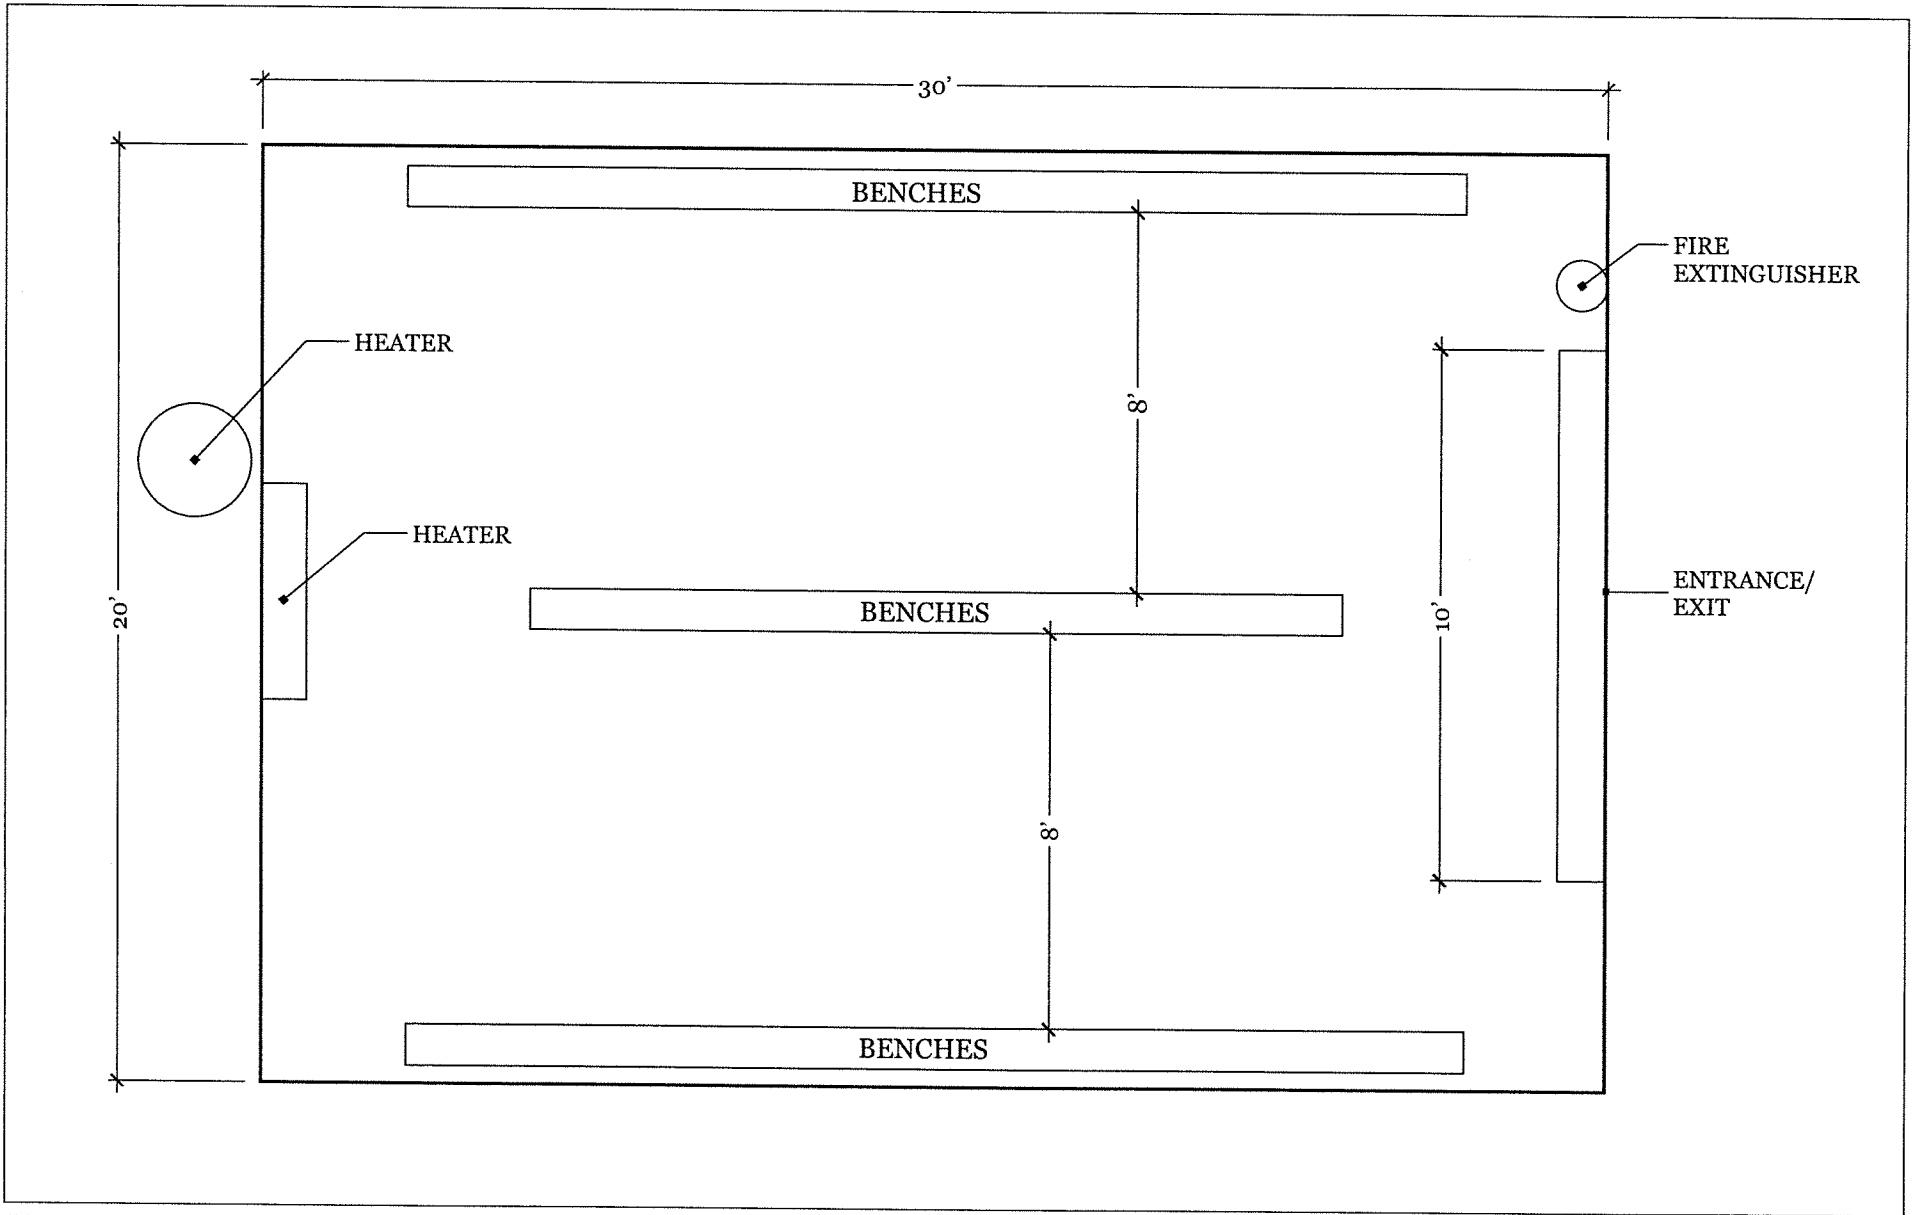 30’
BENCHES
FIRE
EXTINGUISHER
HEATER
8’
HEATER
20’
BENCHES
10’
ENTRANCE/
EXIT
8’
BENCHES